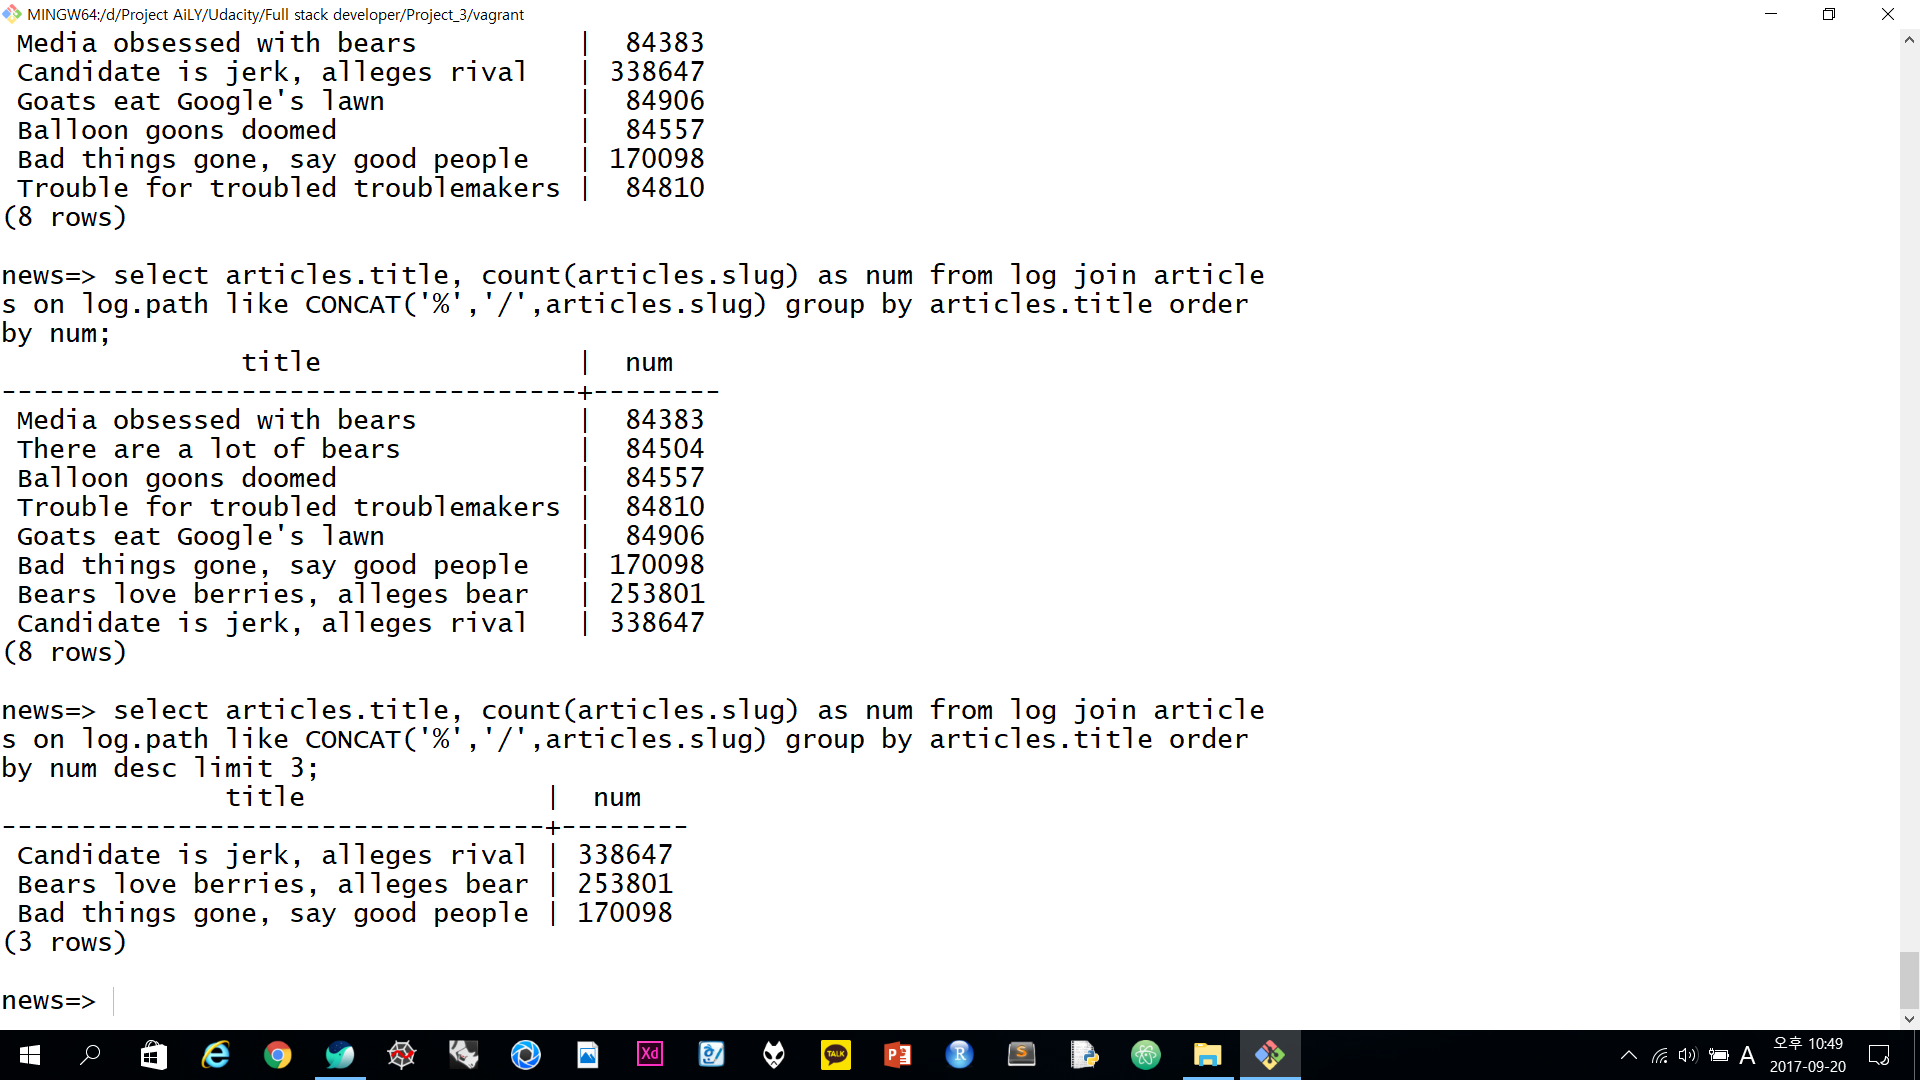 MINGW64:/d/Project AiLY/Udacity/Full stack developer/Project_3/vagrant
Media obsessed with bears | 84383
Candidate is jerk, alleges rival | 338647
Goats eat Google's lawn | 84906
Balloon goons doomed | 84557
Bad things gone, say good people | 170098
Trouble for troubled troublemakers | 84810
(8 rows)
news=> select articles.title, count(articles.slug) as num from log join article
s on log.path like CONCAT('%','/',articles.slug) group by articles.title order
by num;
title | num
------------------------------------+--------
Media obsessed with bears | 84383
There are a lot of bears | 84504
Balloon goons doomed | 84557
Trouble for troubled troublemakers | 84810
Goats eat Google's lawn | 84906
Bad things gone, say good people | 170098
Bears love berries, alleges bear | 253801
Candidate is jerk, alleges rival | 338647
(8 rows)
news=> select articles.title, count(articles.slug) as num from log join article
s on log.path like CONCAT('%','/',articles.slug) group by articles.title order
by num desc limit 3;
title | num
----------------------------------+--------
Candidate is jerk, alleges rival | 338647
Bears love berries, alleges bear | 253801
Bad things gone, say good people | 170098
(3 rows)
news=>
Xd
TALK
P
R
S
A
오후 10:49
2017-09-20